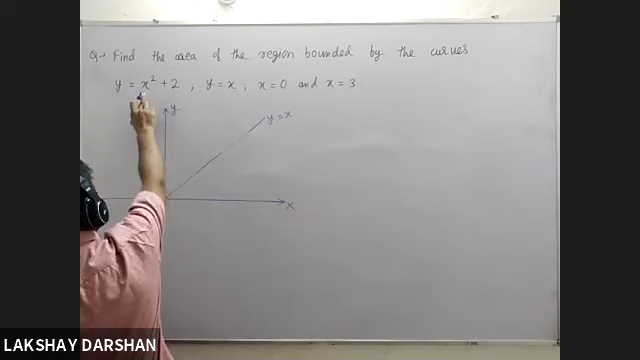 Q→ Find the area of the region bounded by the curves
y = x² + 2 , y = x , x = 0 and x = 3
y
y = x
x
LAKSHAY DARSHAN